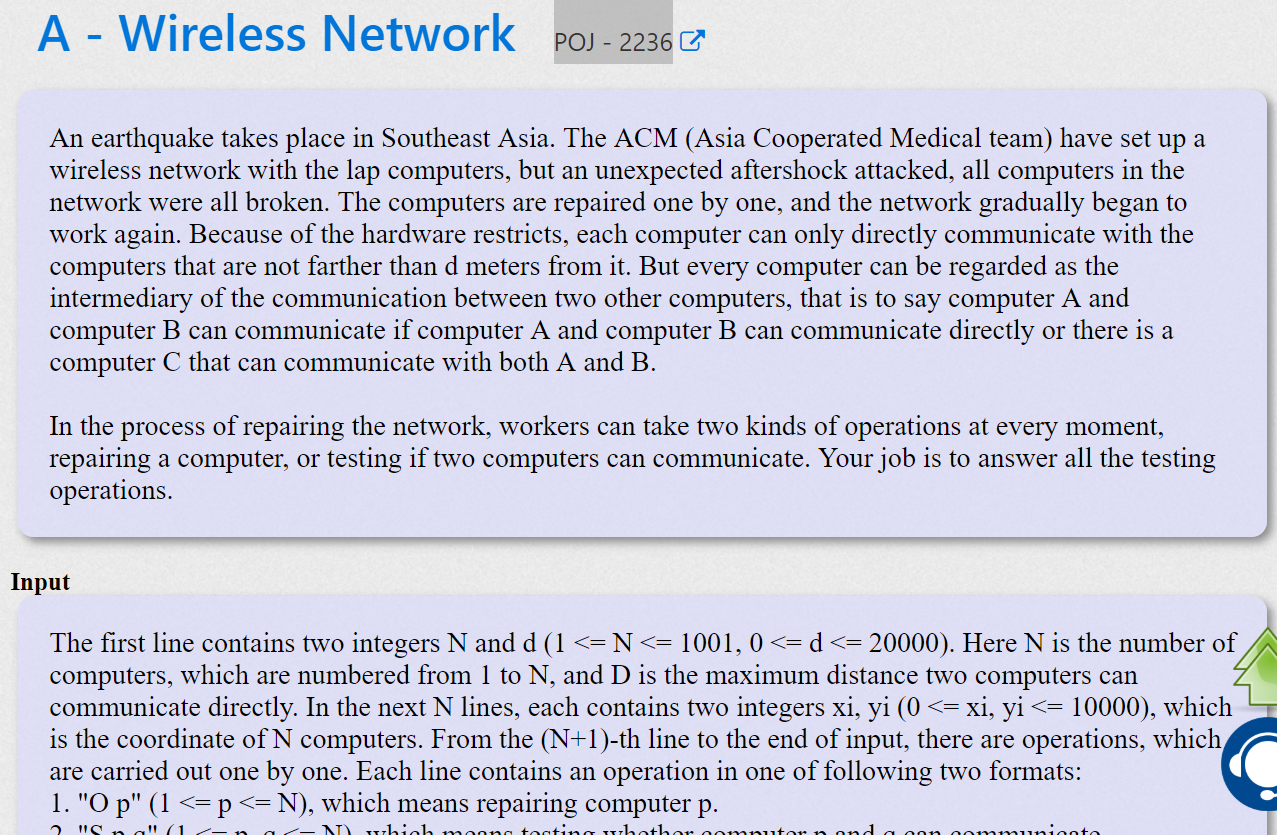 A - Wireless Network POJ - 2236
An earthquake takes place in Southeast Asia. The ACM (Asia Cooperated Medical team) have set up a
wireless network with the lap computers, but an unexpected aftershock attacked, all computers in the
network were all broken. The computers are repaired one by one, and the network gradually began to
work again. Because of the hardware restricts, each computer can only directly communicate with the
computers that are not farther than d meters from it. But every computer can be regarded as the
intermediary of the communication between two other computers, that is to say computer A and
computer B can communicate if computer A and computer B can communicate directly or there is a
computer C that can communicate with both A and B.
In the process of repairing the network, workers can take two kinds of operations at every moment,
repairing a computer, or testing if two computers can communicate. Your job is to answer all the testing
operations.
Input
The first line contains two integers N and d (1 <= N <= 1001, 0 <= d <= 20000). Here N is the number of
computers, which are numbered from 1 to N, and D is the maximum distance two computers can
communicate directly. In the next N lines, each contains two integers xi, yi (0 <= xi, yi <= 10000), which
is the coordinate of N computers. From the (N+1)-th line to the end of input, there are operations, which
are carried out one by one. Each line contains an operation in one of following two formats:
1. "O p" (1 <= p <= N), which means repairing computer p.
2. "S p q" (1 <= p, q <= N), which means testing whether computer p and q can communicate.